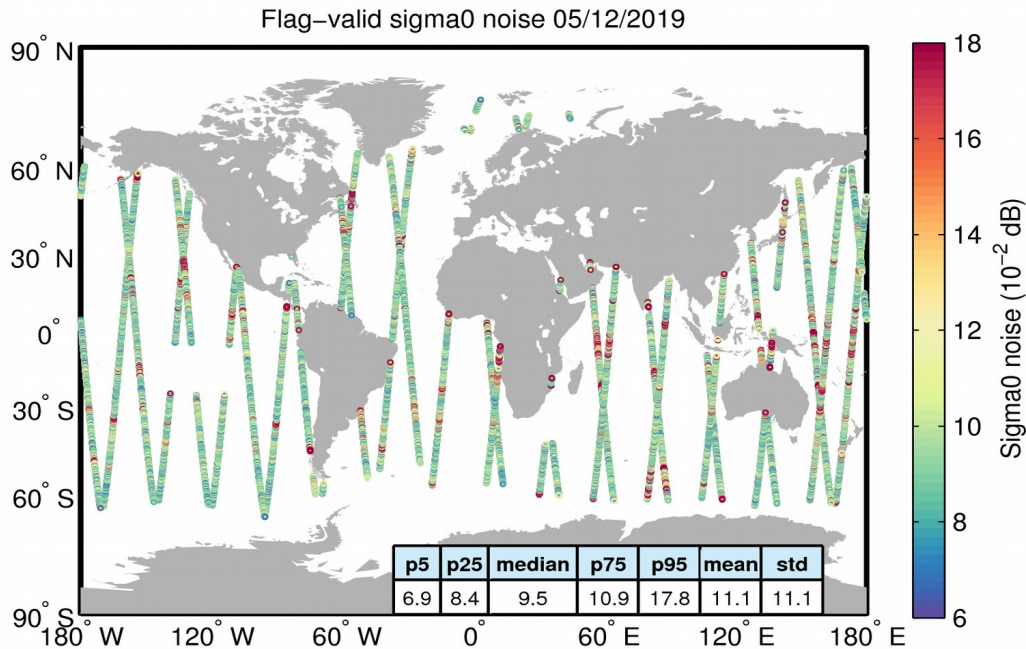 Flag−valid sigma0 noise 05/12/2019
90° N
60° N
30° N
0°
30° S
60° S
90° S
180° W
120° W
60° W
0°
60° E
120° E
180° E
p5 p25 median p75 p95 mean std
6.9 8.4 9.5 10.9 17.8 11.1 11.1
18
16
14
12
10
8
6
Sigma0 noise (10−2 dB)